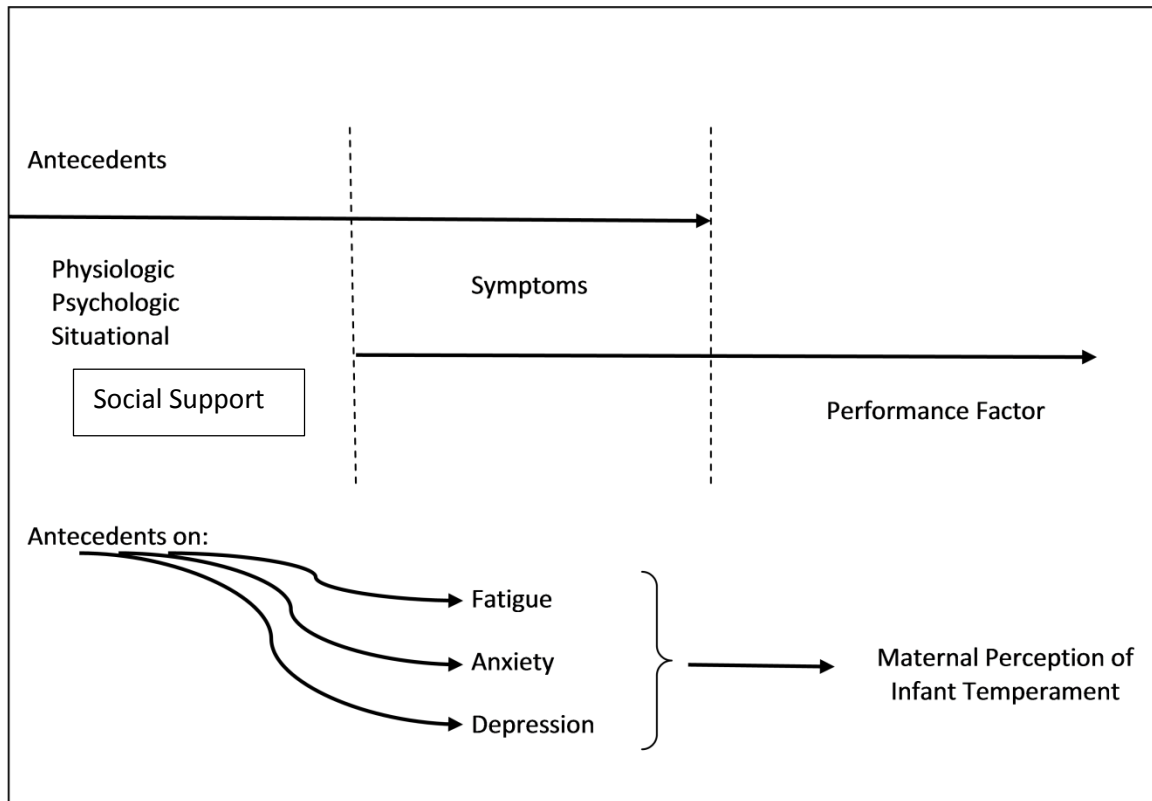 Antecedents
Physiologic
Psychologic
Situational
Social Support
Symptoms
Performance Factor
Antecedents on:
Fatigue
Anxiety
Depression
Maternal Perception of
Infant Temperament